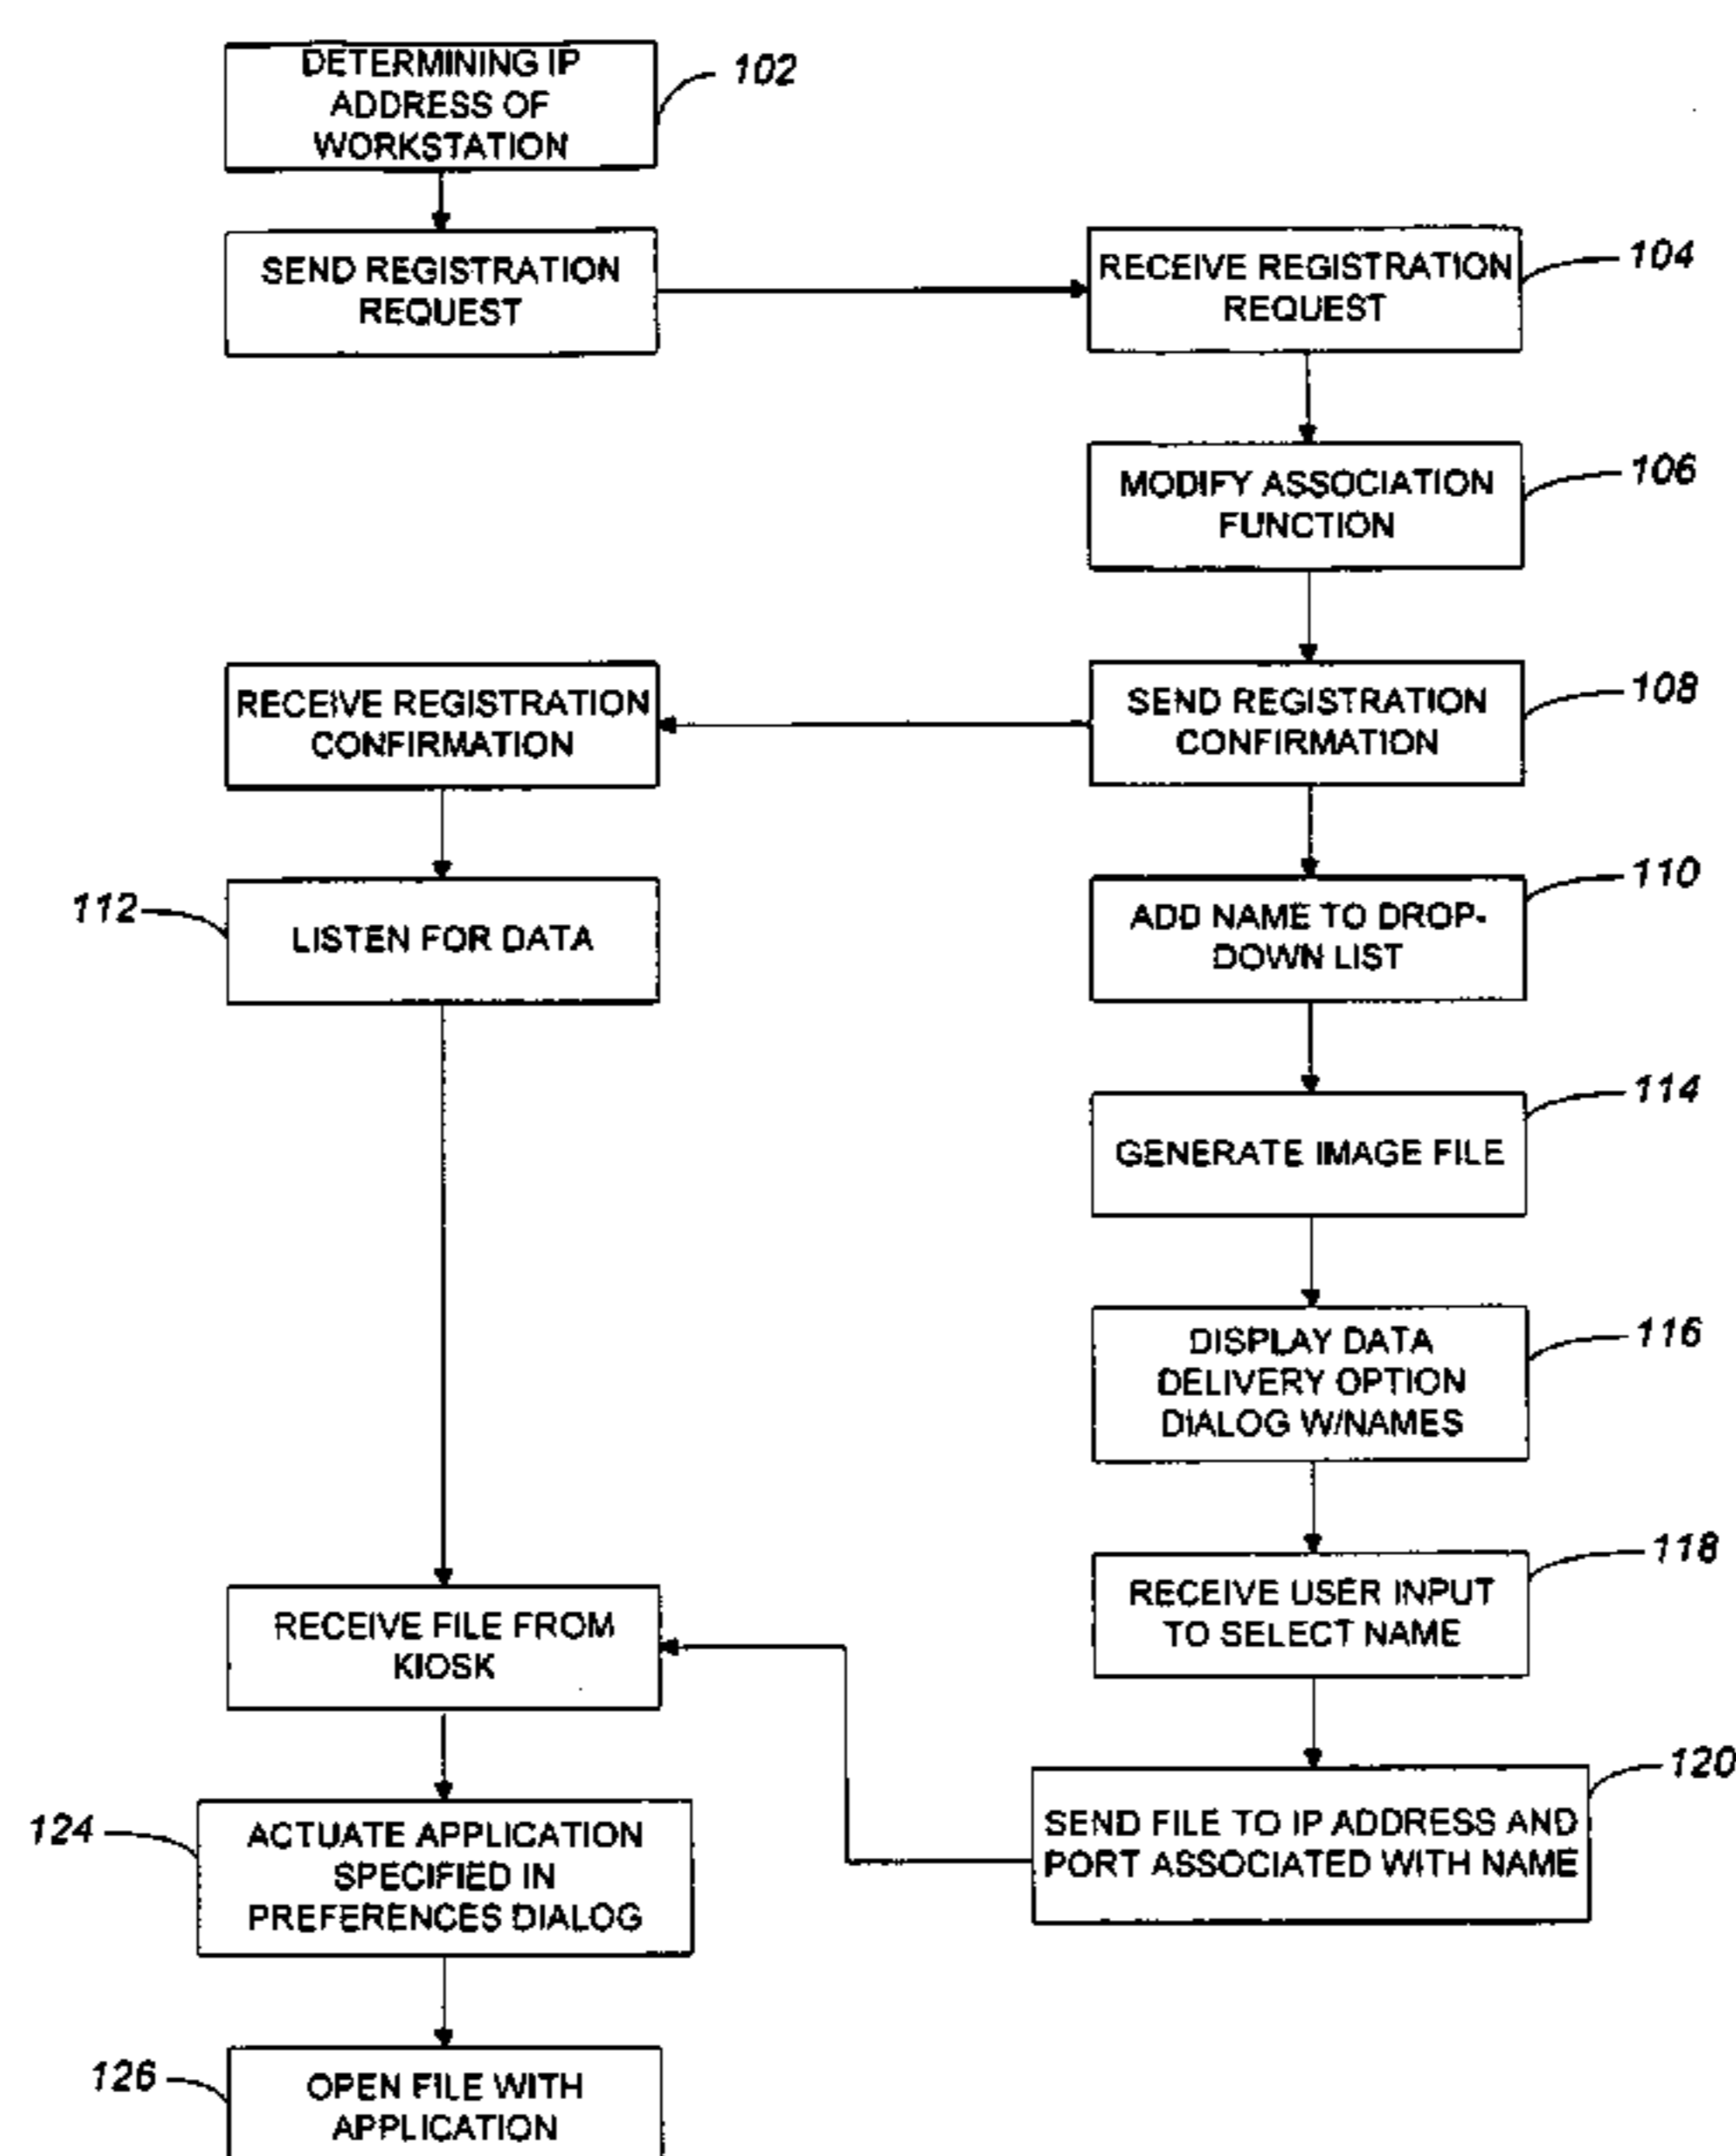 DETERMINING IP
ADDRESS OF
WORKSTATION
102
SEND REGISTRATION
REQUEST
RECEIVE REGISTRATION
REQUEST
104
MODIFY ASSOCIATION
FUNCTION
106
RECEIVE REGISTRATION
CONFIRMATION
SEND REGISTRATION
CONFIRMATION
108
112
LISTEN FOR DATA
ADD NAME TO DROP-
DOWN LIST
110
GENERATE IMAGE FILE
114
DISPLAY DATA
DELIVERY OPTION
DIALOG W/NAMES
116
RECEIVE USER INPUT
TO SELECT NAME
118
RECEIVE FILE FROM
KIOSK
SEND FILE TO IP ADDRESS AND
PORT ASSOCIATED WITH NAME
120
124
ACTUATE APPLICATION
SPECIFIED IN
PREFERENCES DIALOG
126
OPEN FILE WITH
APPLICATION